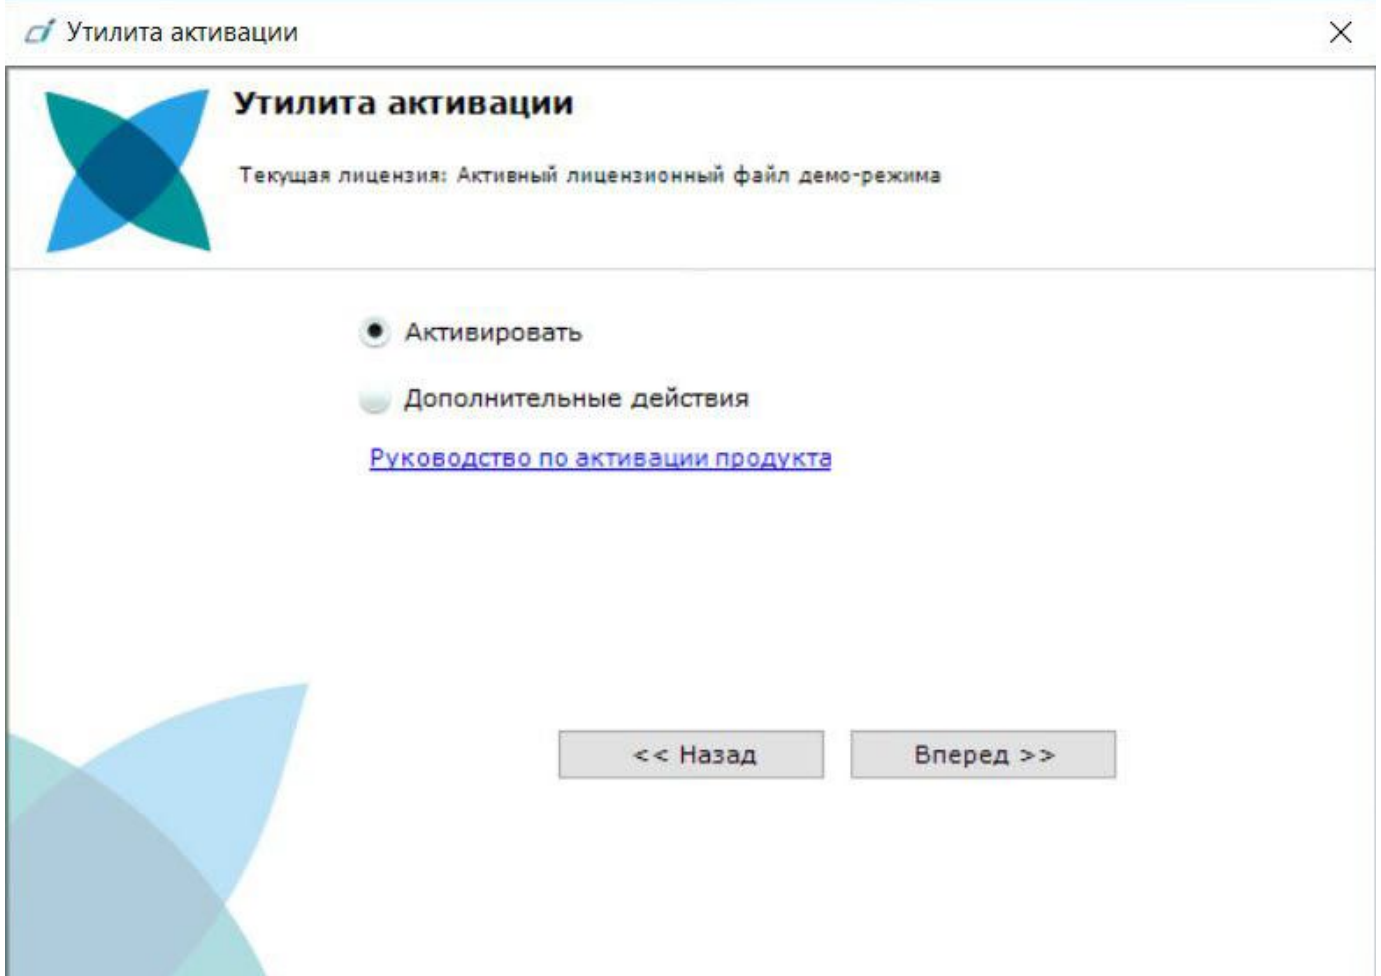 Утилита активации
Утилита активации
Текущая лицензия: Активный лицензионный файл демо-режима
Активировать
Дополнительные действия
Руководство по активации продукта
<< Назад
Вперед >>